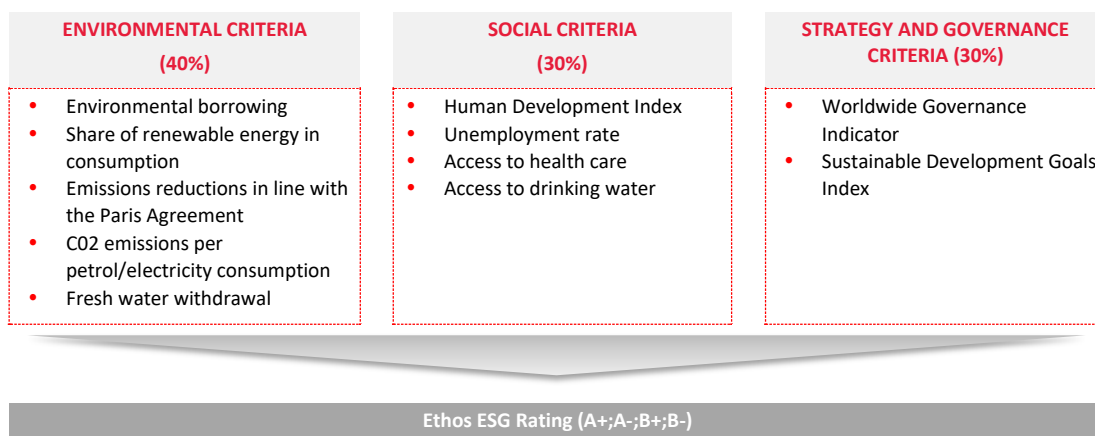 ENVIRONMENTAL CRITERIA
(40%)
• Environmental borrowing
• Share of renewable energy in
consumption
• Emissions reductions in line with
the Paris Agreement
• C02 emissions per
petrol/electricity consumption
• Fresh water withdrawal
SOCIAL CRITERIA
(30%)
• Human Development Index
• Unemployment rate
• Access to health care
• Access to drinking water
STRATEGY AND GOVERNANCE
CRITERIA (30%)
• Worldwide Governance
Indicator
• Sustainable Development Goals
Index
Ethos ESG Rating (A+;A-;B+;B-)